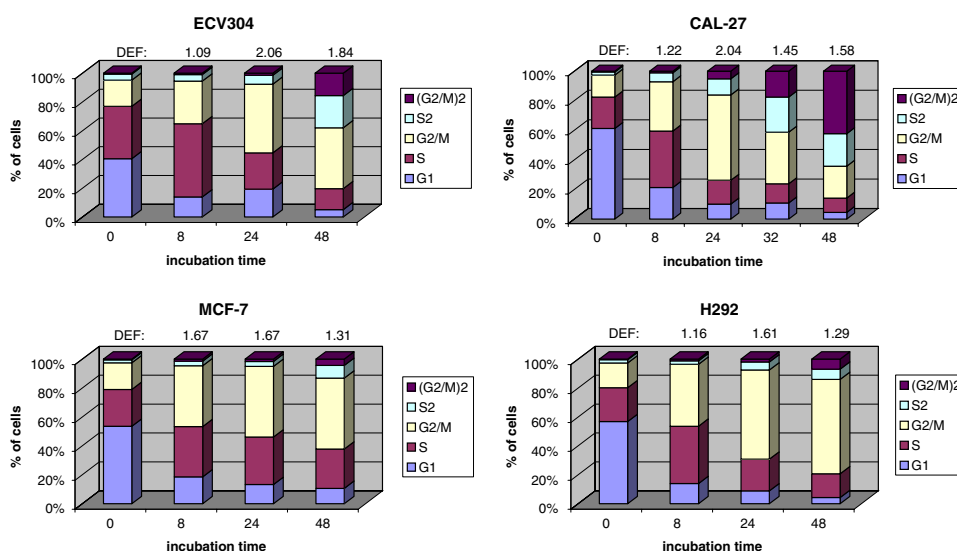 ECV304
DEF: 1.09 2.06 1.84
100%
80%
60%
40%
20%
0%
% of cells
0 8 24 48
incubation time
(G2/M)2
S2
G2/M
S
G1
CAL-27
DEF: 1.22 2.04 1.45 1.58
100%
80%
60%
40%
20%
0%
% of cells
0 8 24 32 48
incubation time
(G2/M)2
S2
G2/M
S
G1
MCF-7
DEF: 1.67 1.67 1.31
100%
80%
60%
40%
20%
0%
% of cells
0 8 24 48
incubation time
(G2/M)2
S2
G2/M
S
G1
H292
DEF: 1.16 1.61 1.29
100%
80%
60%
40%
20%
0%
% of cells
0 8 24 48
incubation time
(G2/M)2
S2
G2/M
S
G1